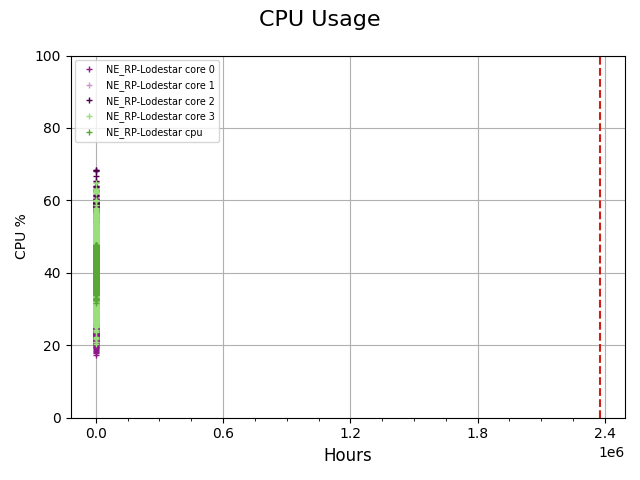 CPU Usage
100
80
60
40
20
0
CPU %
NE_RP-Lodestar core 0
NE_RP-Lodestar core 1
NE_RP-Lodestar core 2
NE_RP-Lodestar core 3
NE_RP-Lodestar cpu
0.0 0.6 1.2 1.8 2.4
1e6
Hours